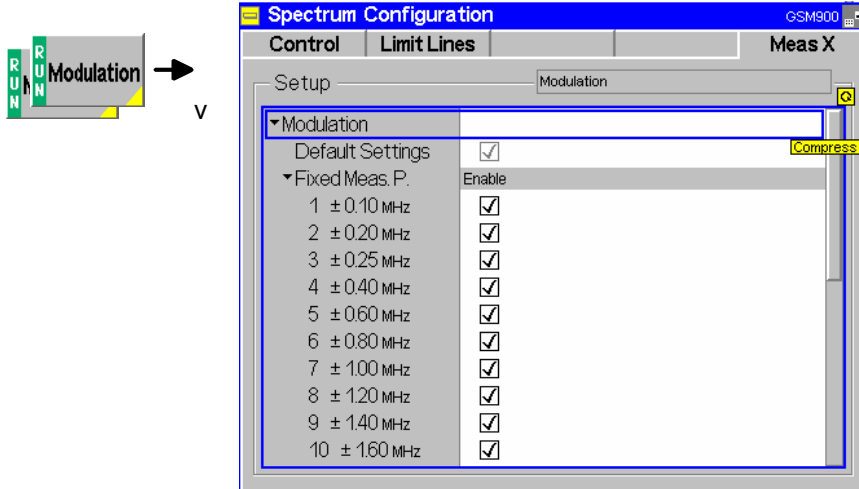 Spectrum Configuration GSM900
Control Limit Lines Meas X
RUN RUN Modulation
v
Setup Modulation
Modulation
Compress
Default Settings
Fixed Meas. P. Enable
1 ± 0.10 MHz
2 ± 0.20 MHz
3 ± 0.25 MHz
4 ± 0.40 MHz
5 ± 0.60 MHz
6 ± 0.80 MHz
7 ± 1.00 MHz
8 ± 1.20 MHz
9 ± 1.40 MHz
10 ± 1.60 MHz